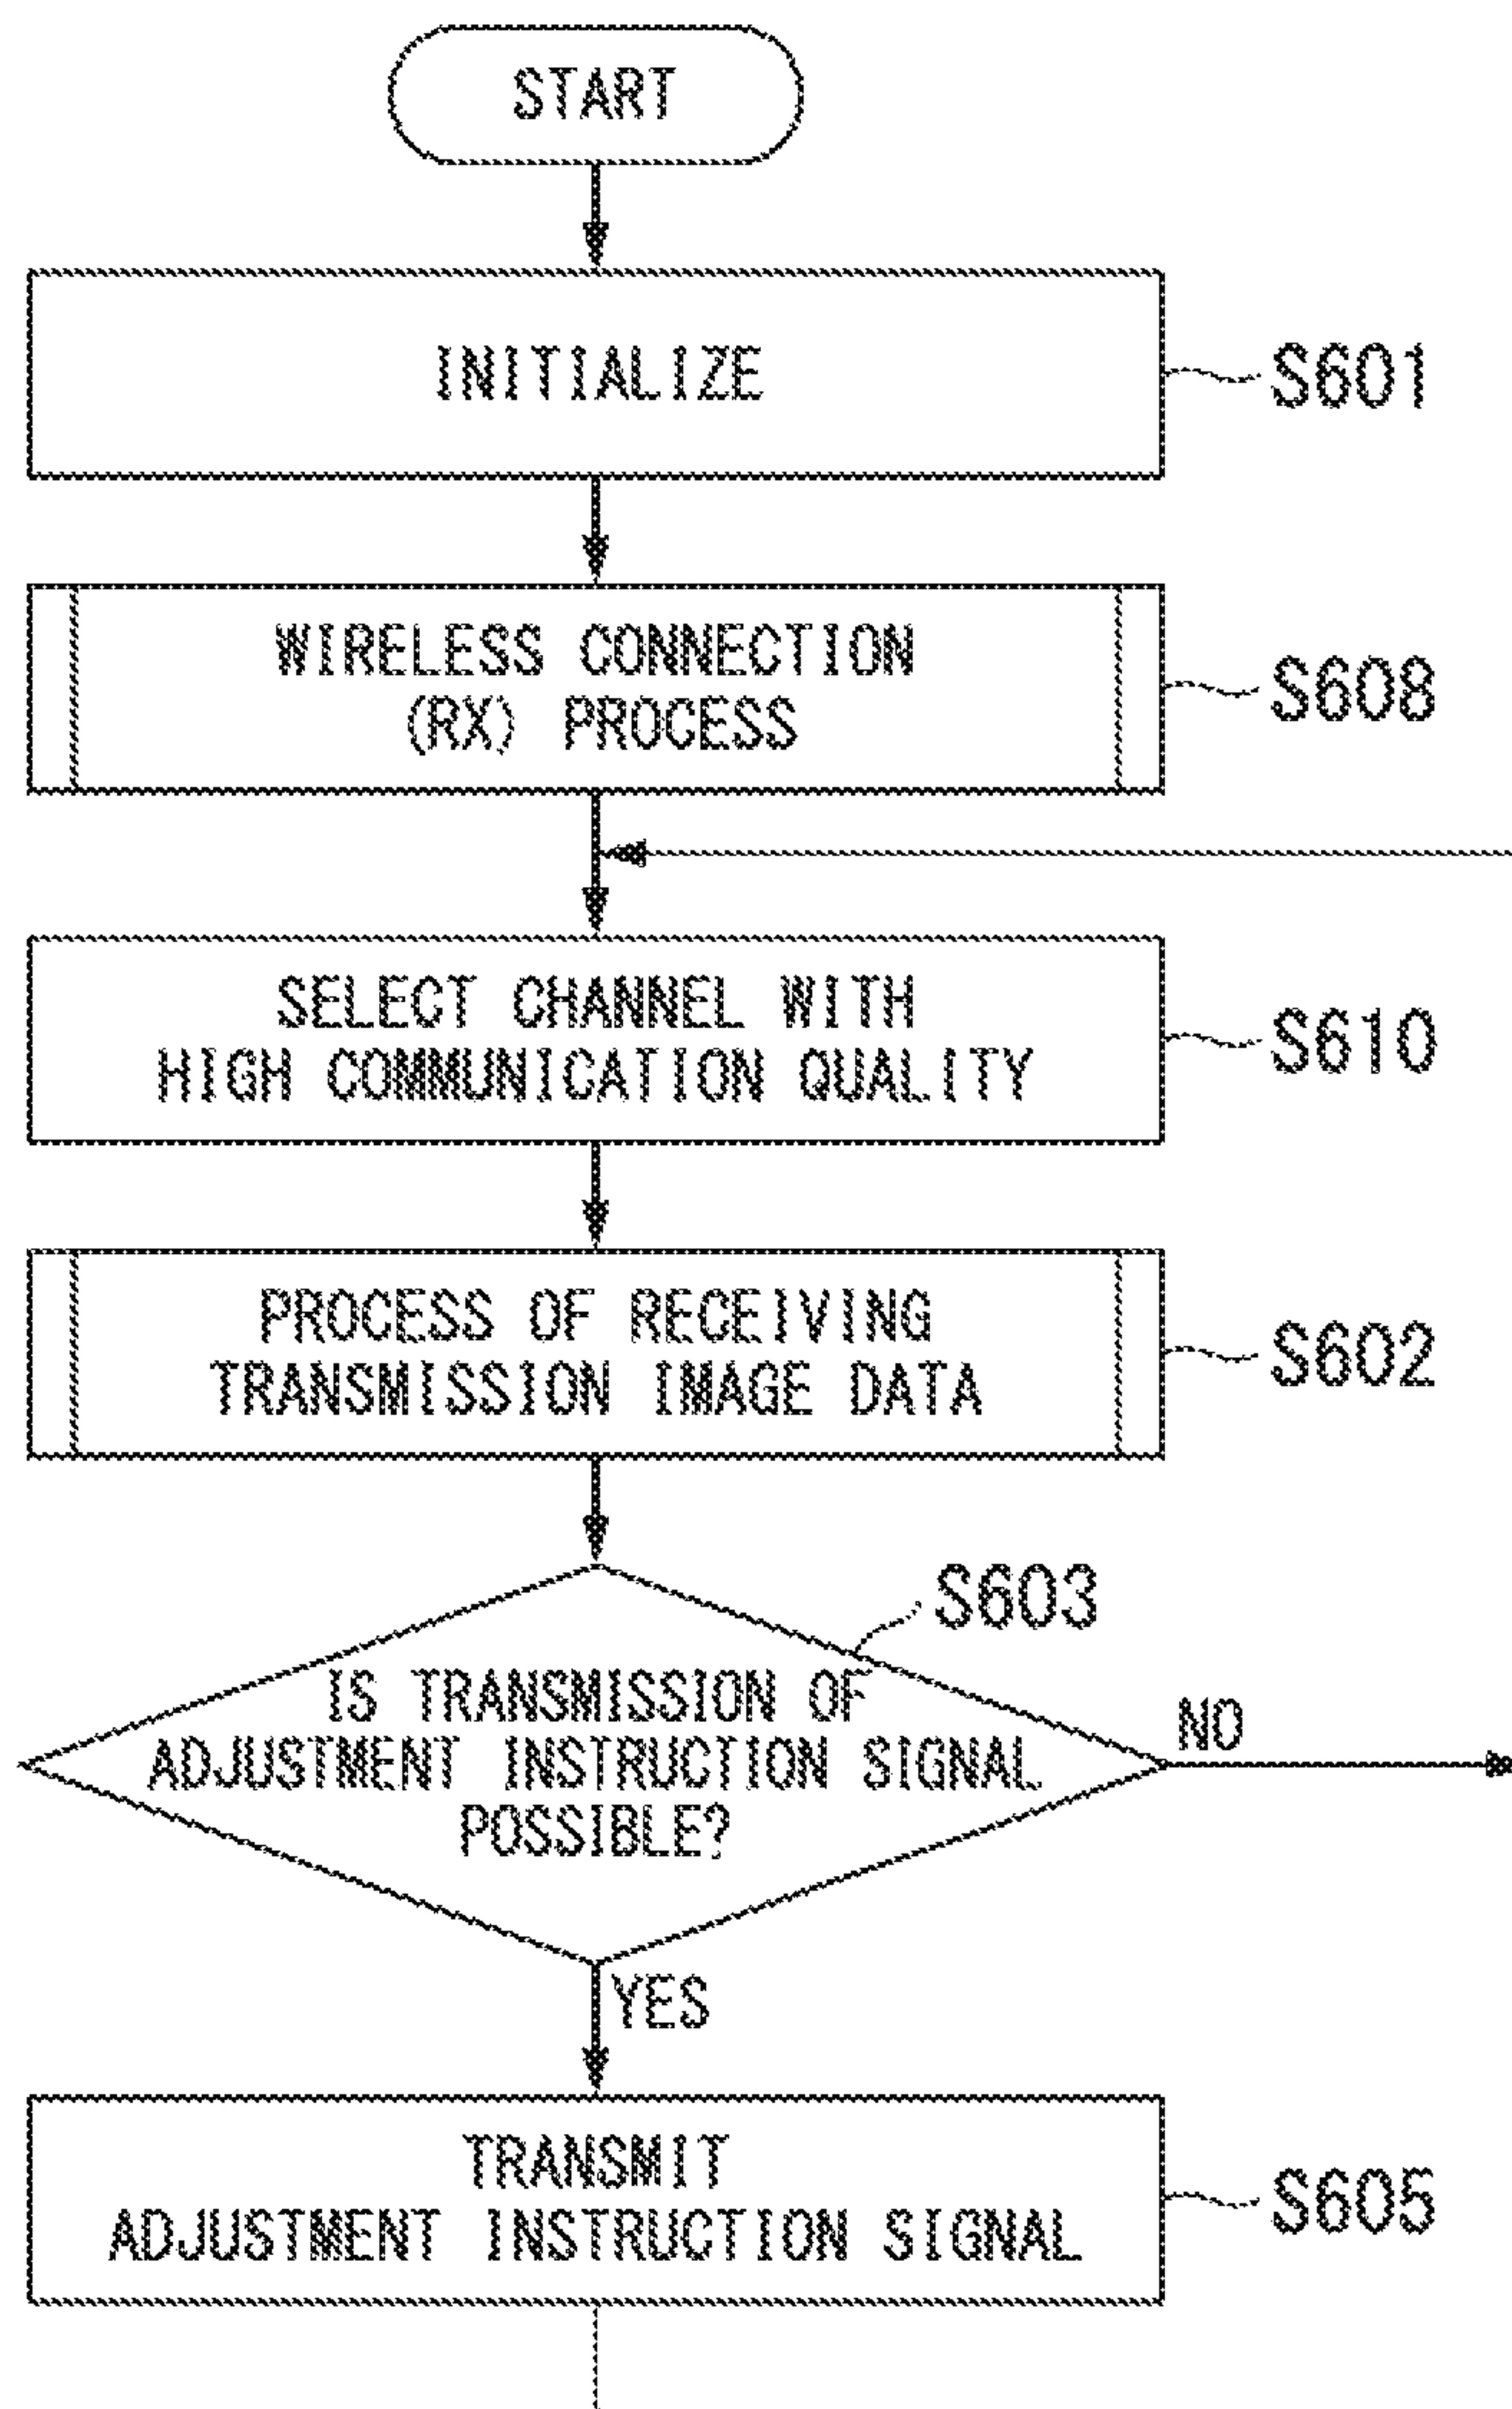 START
INITIALIZE
S601
WIRELESS CONNECTION
(RX) PROCESS
S608
SELECT CHANNEL WITH
HIGH COMMUNICATION QUALITY
S610
PROCESS OF RECEIVING
TRANSMISSION IMAGE DATA
S602
S603
IS TRANSMISSION OF
ADJUSTMENT INSTRUCTION SIGNAL
POSSIBLE?
NO
YES
TRANSMIT
ADJUSTMENT INSTRUCTION SIGNAL
S605